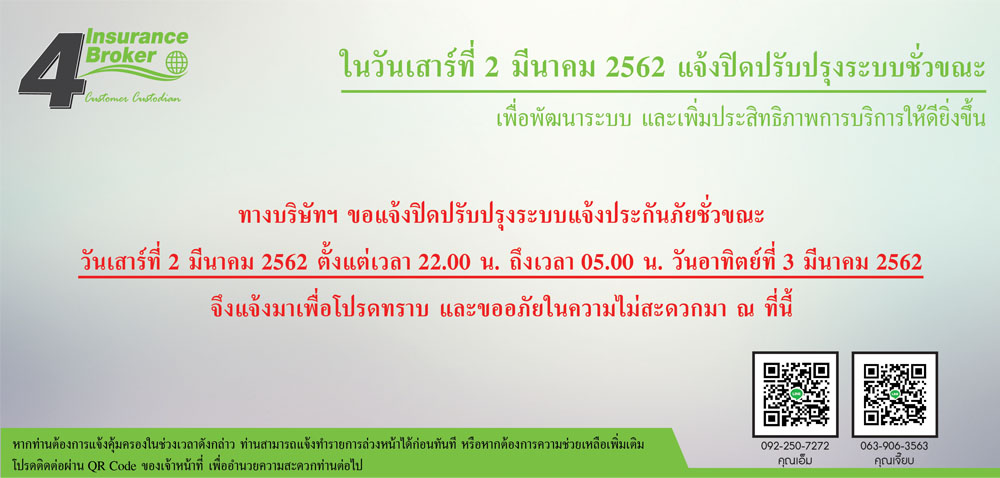 4 Insurance
Broker
Customer Custodian
ในวันเสาร์ที่ 2 มีนาคม 2562 แจ้งปิดปรับปรุงระบบชั่วขณะ
เพื่อพัฒนาระบบ และเพิ่มประสิทธิภาพการบริการให้ดียิ่งขึ้น
ทางบริษัทฯ ขอแจ้งปิดปรับปรุงระบบแจ้งประกันภัยชั่วขณะ
วันเสาร์ที่ 2 มีนาคม 2562 ตั้งแต่เวลา 22.00 น. ถึงเวลา 05.00 น. วันอาทิตย์ที่ 3 มีนาคม 2562
จึงแจ้งมาเพื่อโปรดทราบ และขออภัยในความไม่สะดวกมา ณ ที่นี้
หากท่านต้องการแจ้งคุ้มครองในช่วงเวลาดังกล่าว ท่านสามารถแจ้งทำรายการล่วงหน้าได้ก่อนทันที หรือหากต้องการความช่วยเหลือเพิ่มเติม
โปรดติดต่อผ่าน QR Code ของเจ้าหน้าที่ เพื่ออำนวยความสะดวกท่านต่อไป
092-250-7272
คุณเอ็ม
063-906-3563
คุณเจี๊ยบ